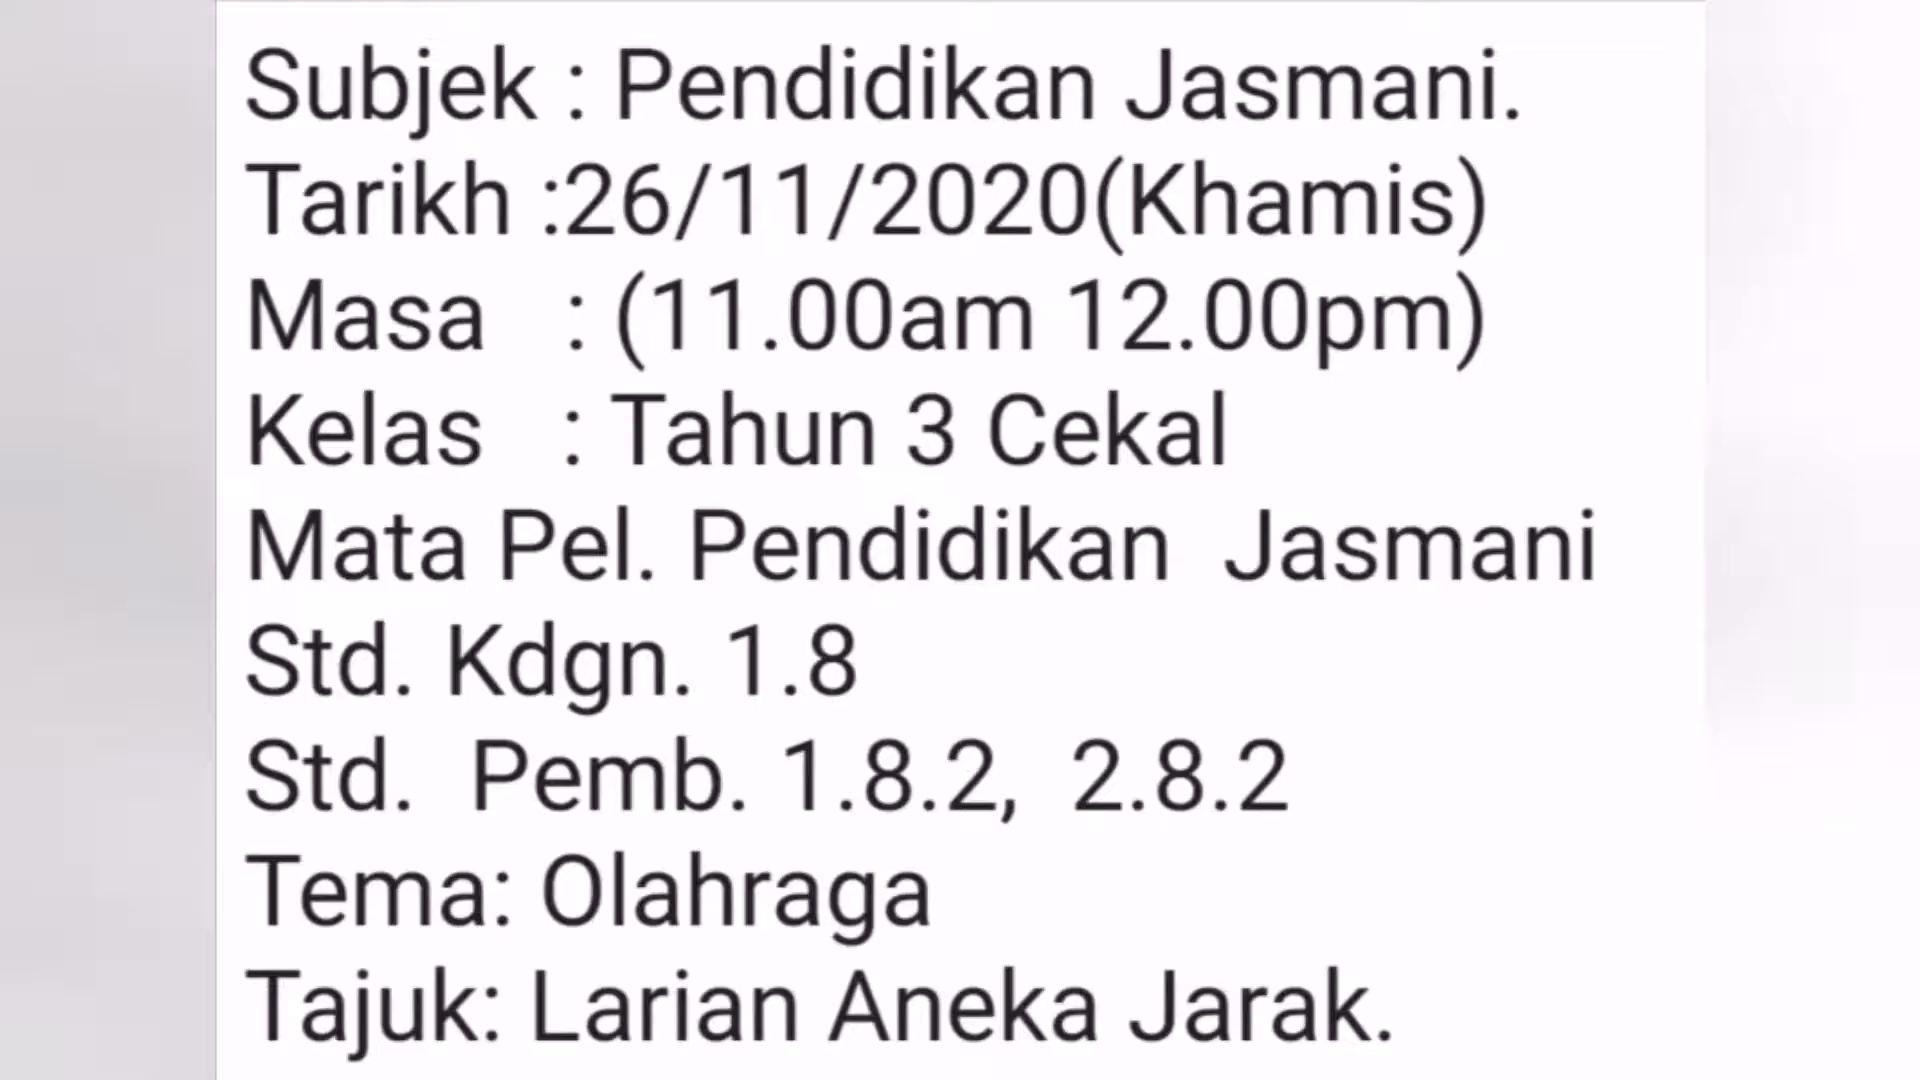 Subjek : Pendidikan Jasmani.
Tarikh :26/11/2020(Khamis)
Masa   : (11.00am 12.00pm)
Kelas   : Tahun 3 Cekal
Mata Pel. Pendidikan  Jasmani
Std. Kdgn. 1.8
Std.  Pemb. 1.8.2,  2.8.2
Tema: Olahraga
Tajuk: Larian Aneka Jarak.